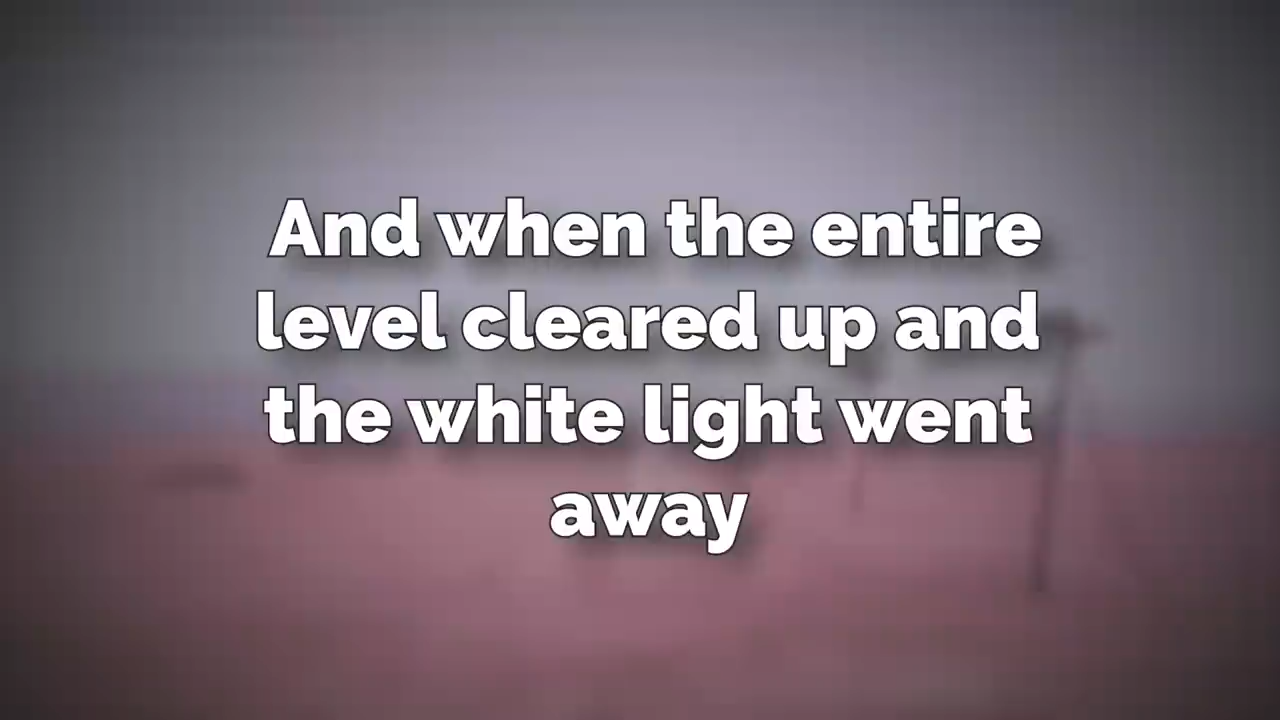 And when the entire
level cleared up and
the white light went
away